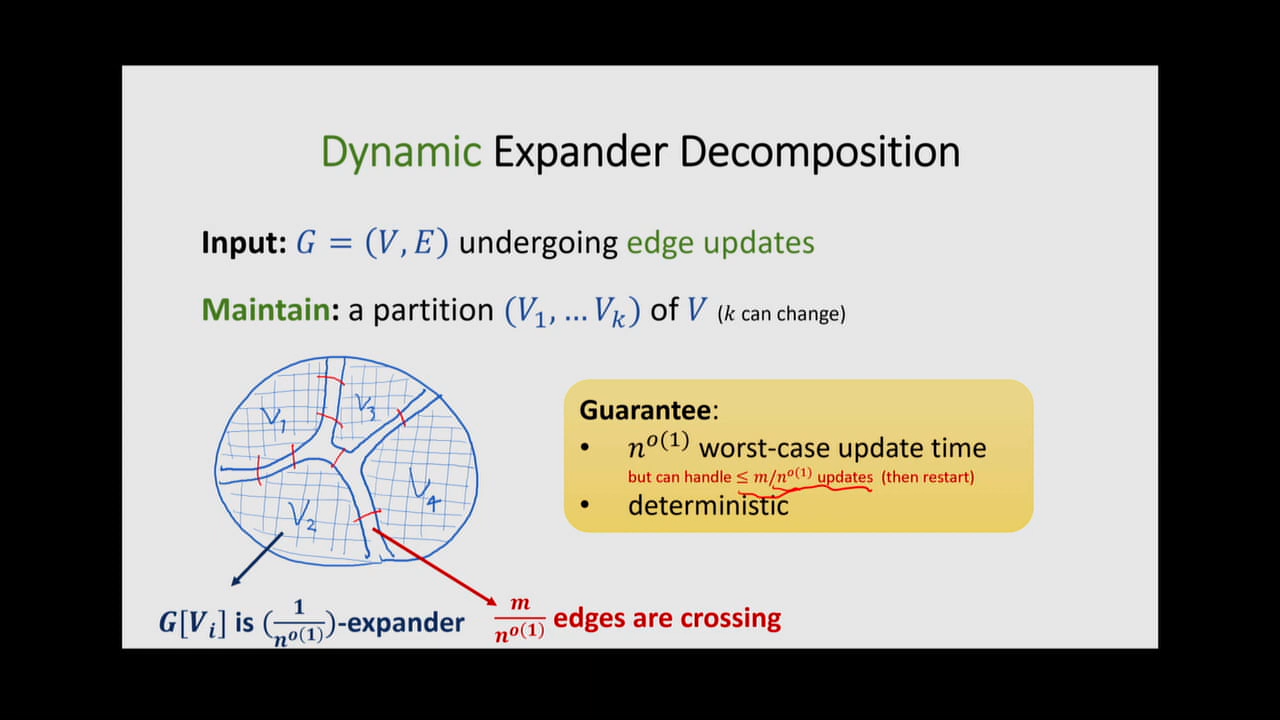 Dynamic Expander Decomposition
Input: G = (V, E) undergoing edge updates
Maintain: a partition (V₁, … Vₖ) of V (k can change)
V₁
V₃
V₂
V₄
Guarantee:
• n^{o(1)} worst-case update time
but can handle ≤ m/n^{o(1)} updates (then restart)
• deterministic
G[Vᵢ] is (1/n^{o(1)})-expander
m/n^{o(1)} edges are crossing